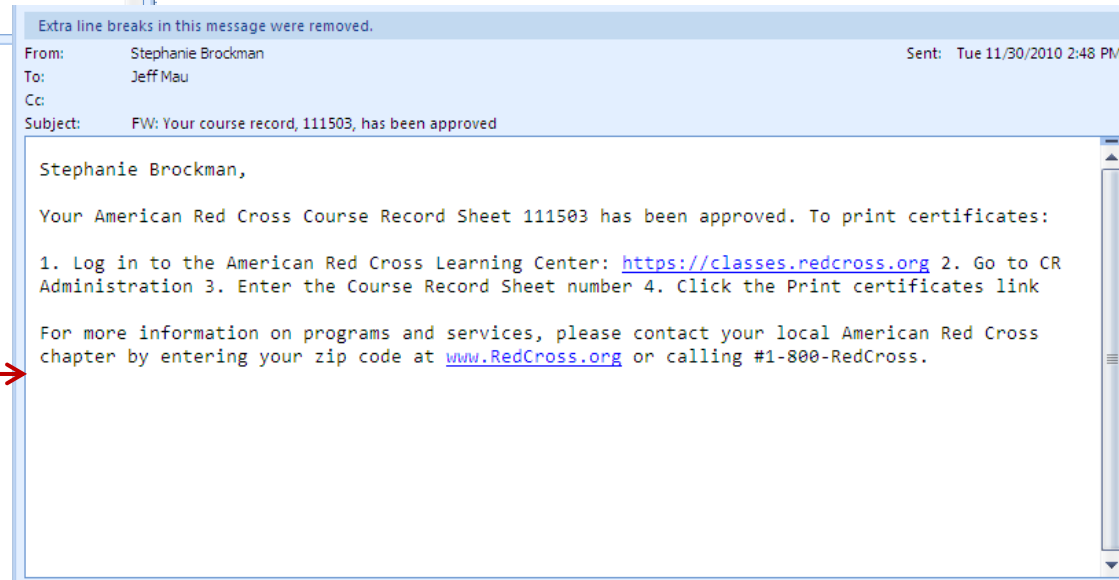 Extra line breaks in this message were removed.
From: Stephanie Brockman Sent: Tue 11/30/2010 2:48 PM
To: Jeff Mau
Cc:
Subject: FW: Your course record, 111503, has been approved
Stephanie Brockman,
Your American Red Cross Course Record Sheet 111503 has been approved. To print certificates:
1. Log in to the American Red Cross Learning Center: https://classes.redcross.org 2. Go to CR
Administration 3. Enter the Course Record Sheet number 4. Click the Print certificates link
For more information on programs and services, please contact your local American Red Cross
chapter by entering your zip code at www.RedCross.org or calling #1-800-RedCross.